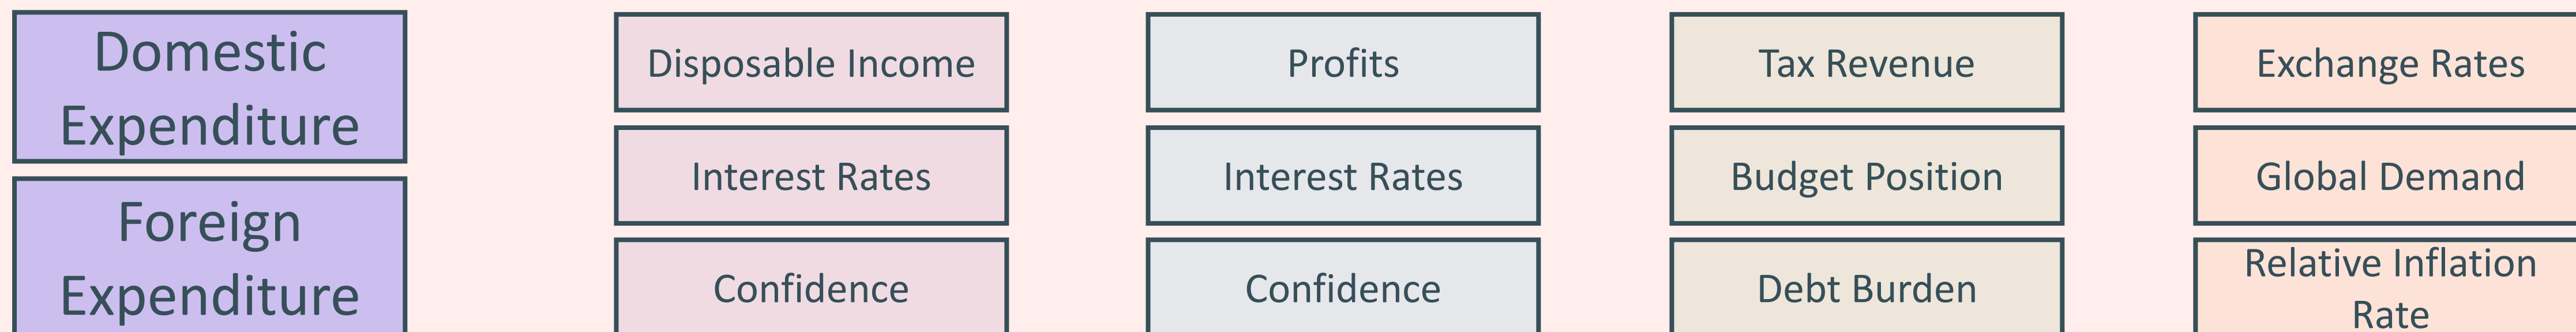 Domestic
Expenditure
Foreign
Expenditure
Disposable Income
Interest Rates
Confidence
Profits
Interest Rates
Confidence
Tax Revenue
Budget Position
Debt Burden
Exchange Rates
Global Demand
Relative Inflation
Rate